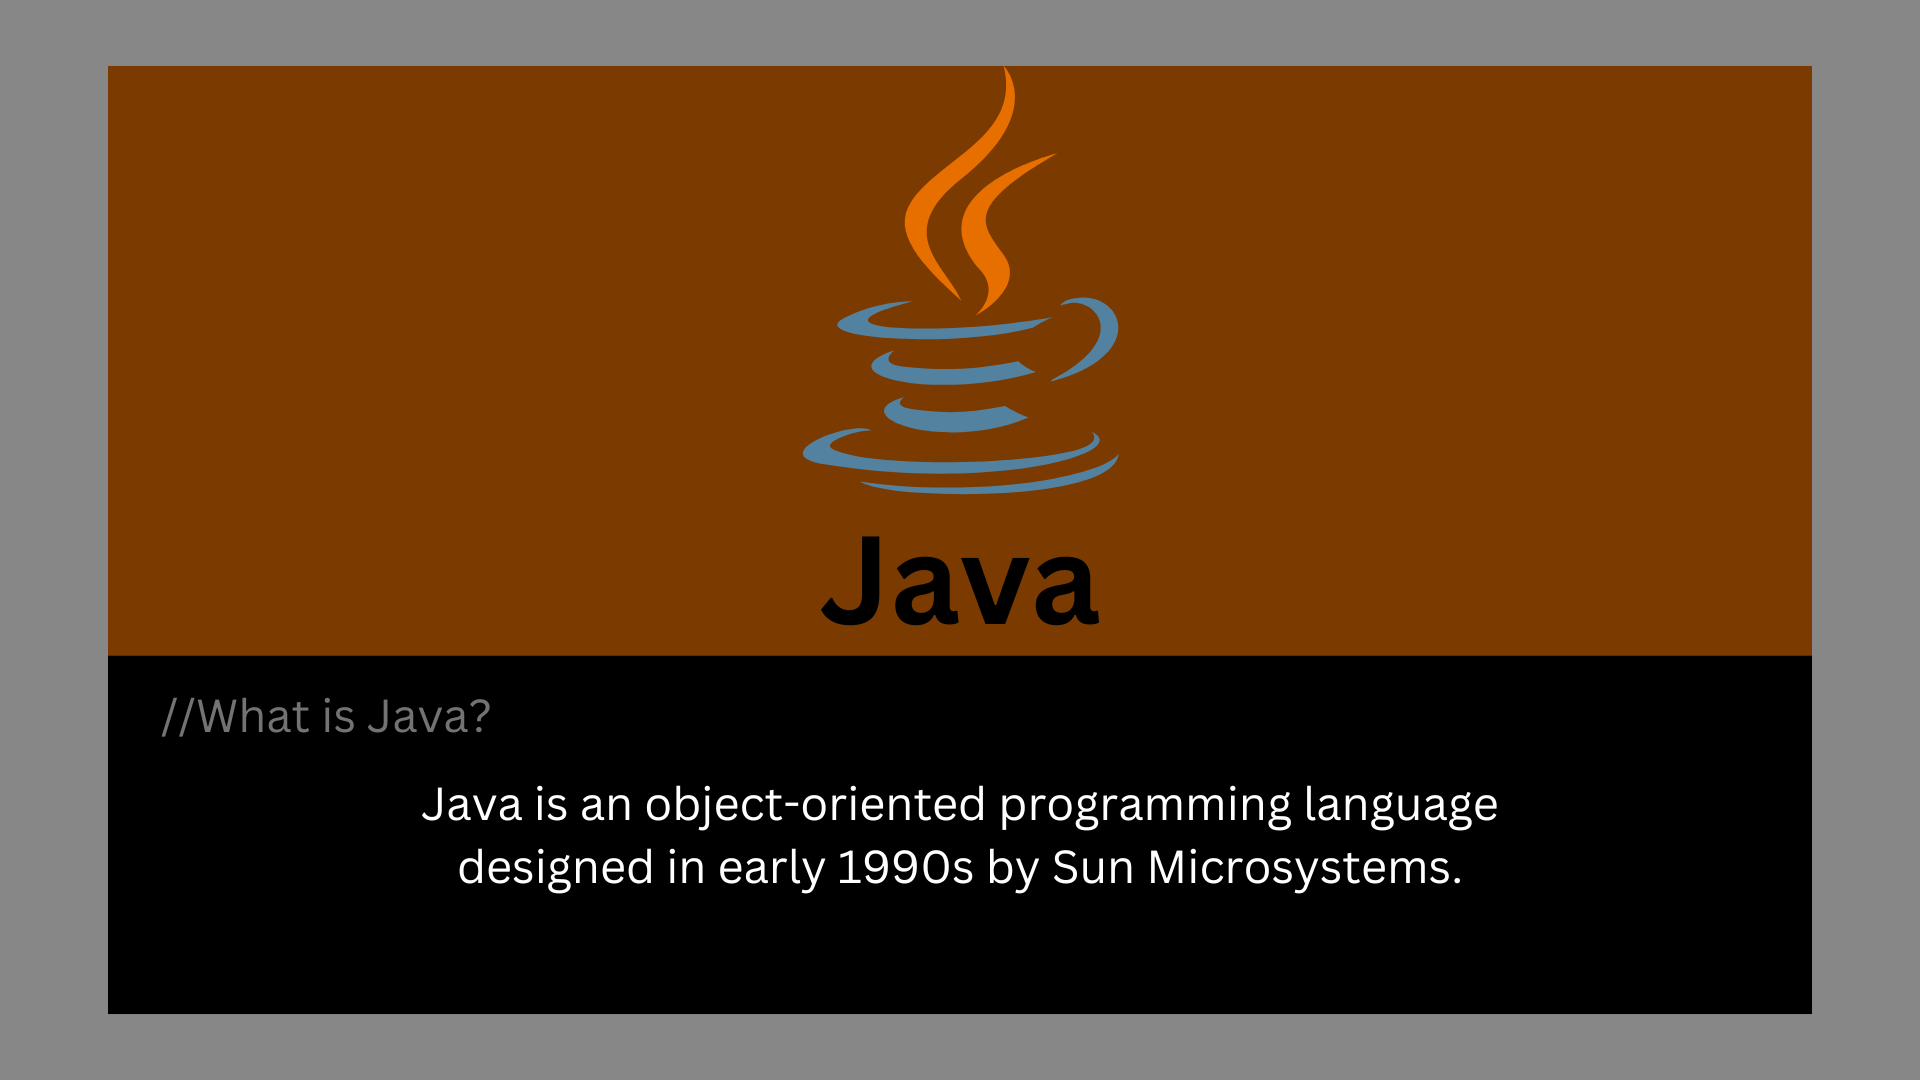 Java
//What is Java?
Java is an object-oriented programming language
designed in early 1990s by Sun Microsystems.